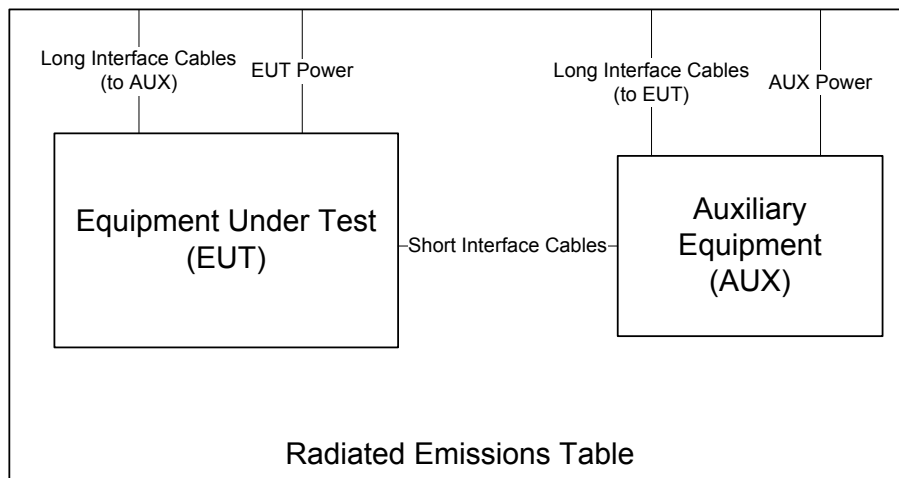 Long Interface Cables
(to AUX)
EUT Power
Long Interface Cables
(to EUT)
AUX Power
Equipment Under Test
(EUT)
Short Interface Cables
Auxiliary
Equipment
(AUX)
Radiated Emissions Table